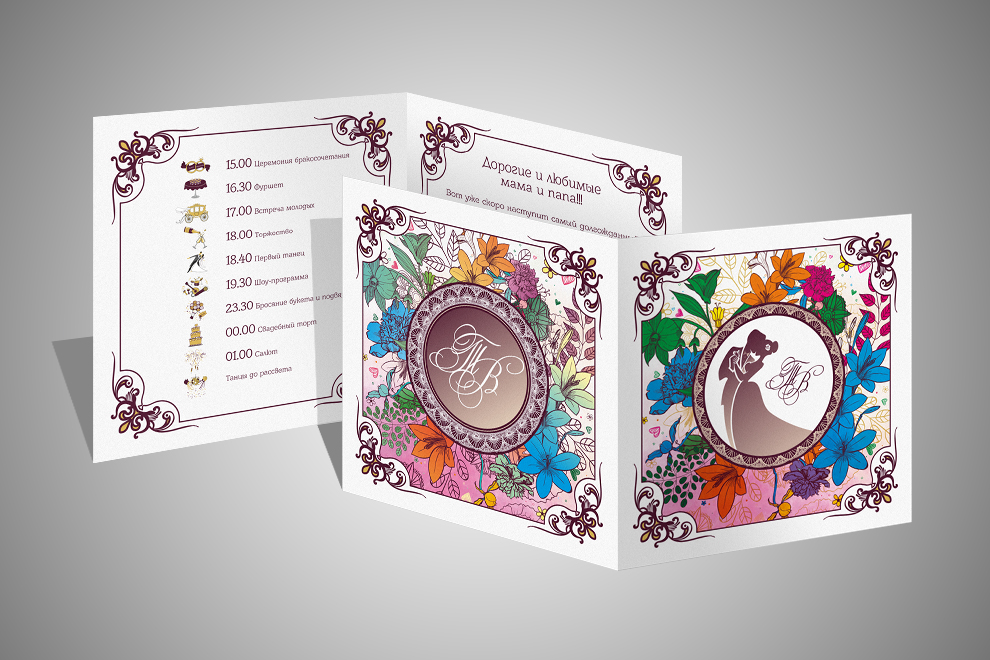 15.00 Церемония бракосочетания
16.30 Фуршет
17.00 Встреча молодых
18.00 Торжество
18.40 Первый танец
19.30 Шоу-программа
23.30 Бросание букета и
00.00 Свадебный торт
01.00 Салют
Танцы до рассвета
Дорогие и любимые
мама и папа!!!
Вот уже скоро наступит самый
ТВ
ТВ